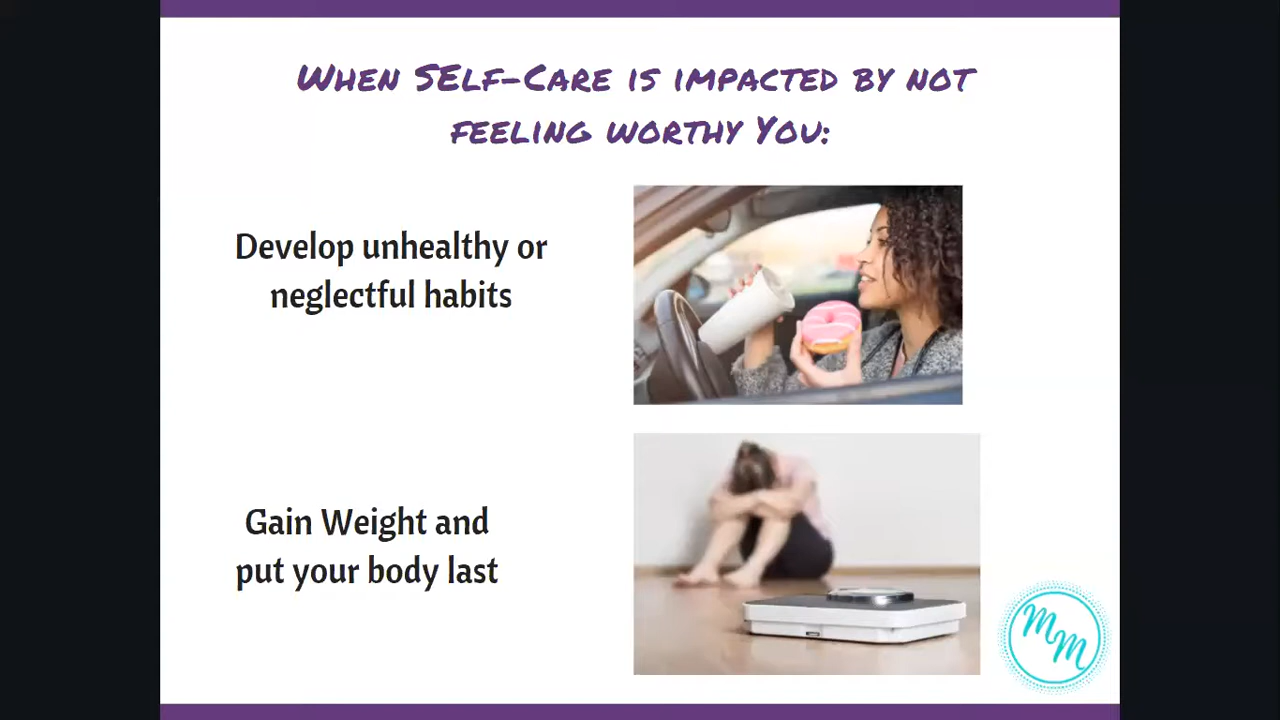 When SElf-Care is impacted by not
feeling worthy You:
Develop unhealthy or
neglectful habits
Gain Weight and
put your body last
MM